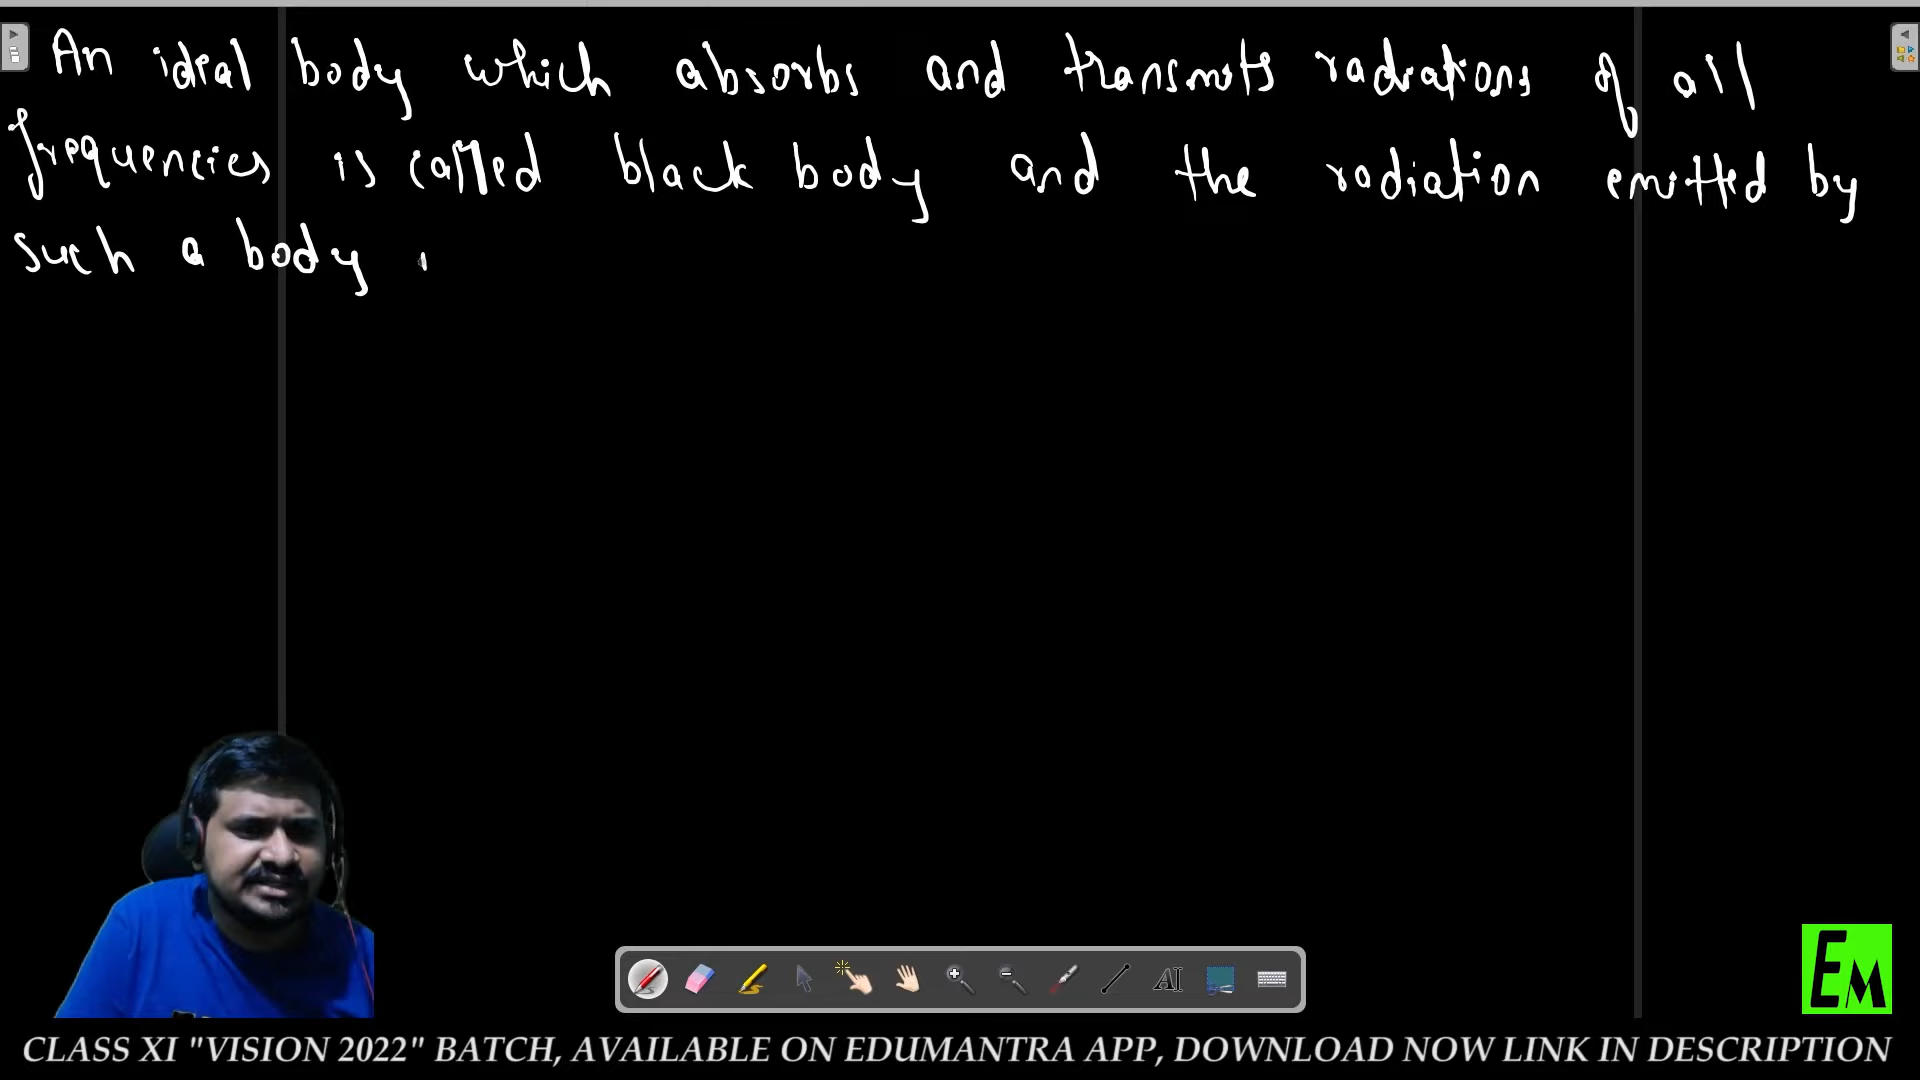 An ideal body which absorbs and transmits radiations of all
frequencies is called black body and the radiation emitted by
such a body
AI
EM
CLASS XI "VISION 2022" BATCH, AVAILABLE ON EDUMANTRA APP, DOWNLOAD NOW LINK IN DESCRIPTION